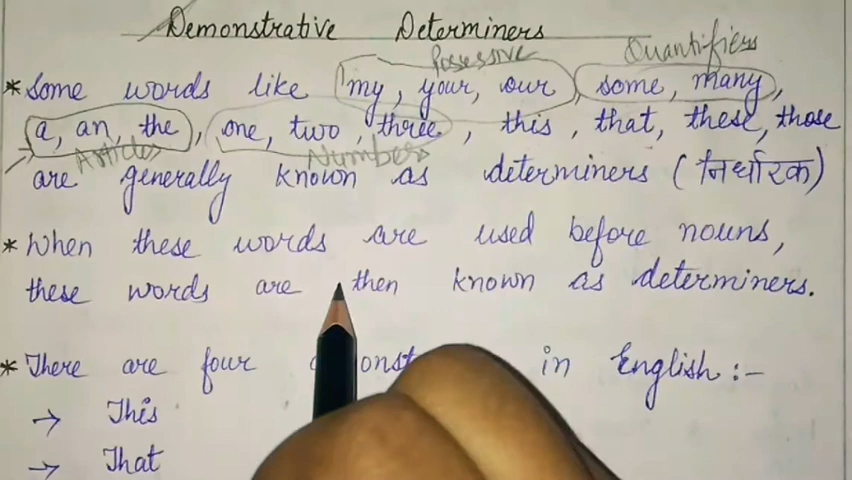 Demonstrative Determiners
Possessive
Quantifiers
* Some words like my, your, our, some, many,
a, an, the, one, two, three, this, that, these, those
Articles
Numbers
are generally known as determiners (निर्धारक)
* When these words are used before nouns,
these words are then known as determiners.
* There are four in English :-
→ This
→ That